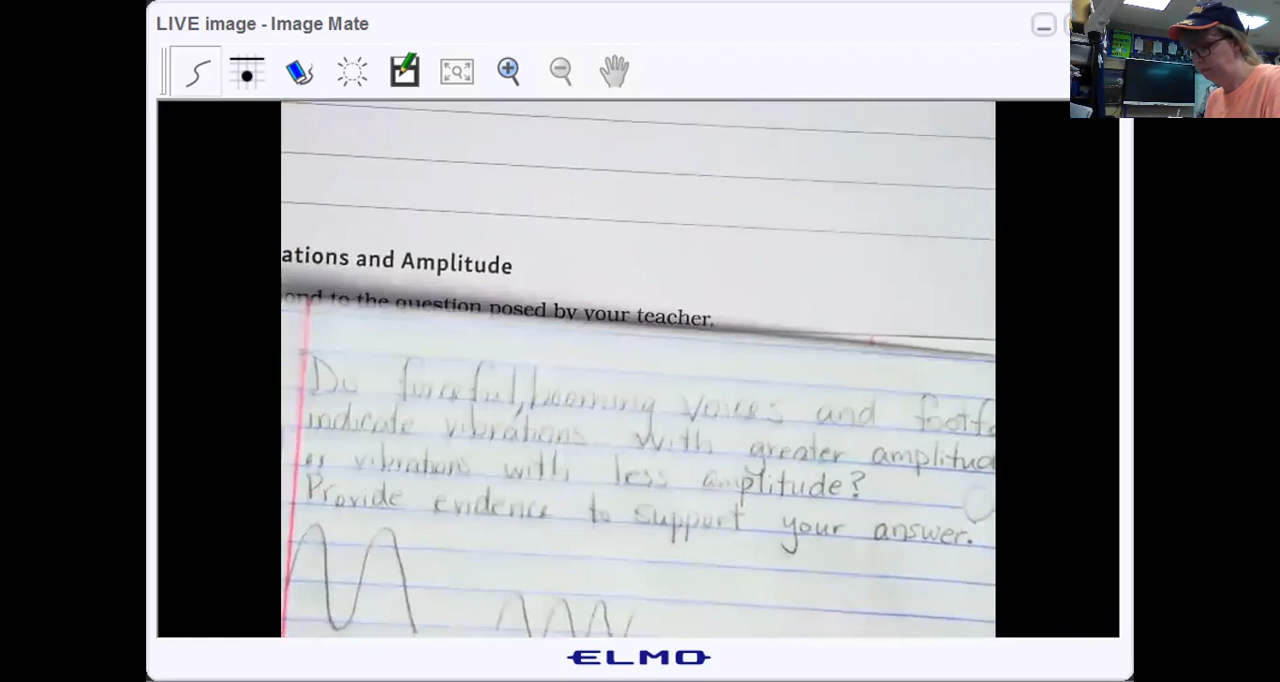 LIVE image - Image Mate
ations and Amplitude
ond to the question posed by your teacher.
Do forceful, booming voices and footf
indicate vibrations with greater amplitud
or vibrations with less amplitude?
Provide evidence to support your answer.
ELMO